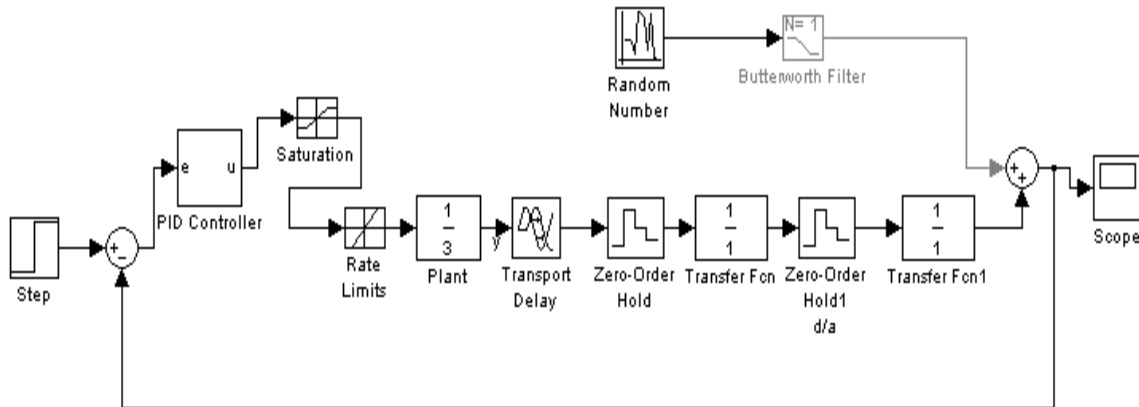 N= 1
Butterworth Filter
Random
Number
Saturation
e u
PID Controller
+
+
+
-
Step
Rate
Limits
1
3
Plant
y
Transport
Delay
Zero-Order
Hold
1
1
Transfer Fcn
Zero-Order
Hold1
d/a
1
1
Transfer Fcn1
Scope